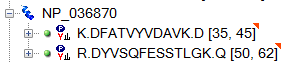 NP_036870
K.DFATVYVDAVK.D [35, 45]
R.DYVSQFESSTLGK.Q [50, 62]